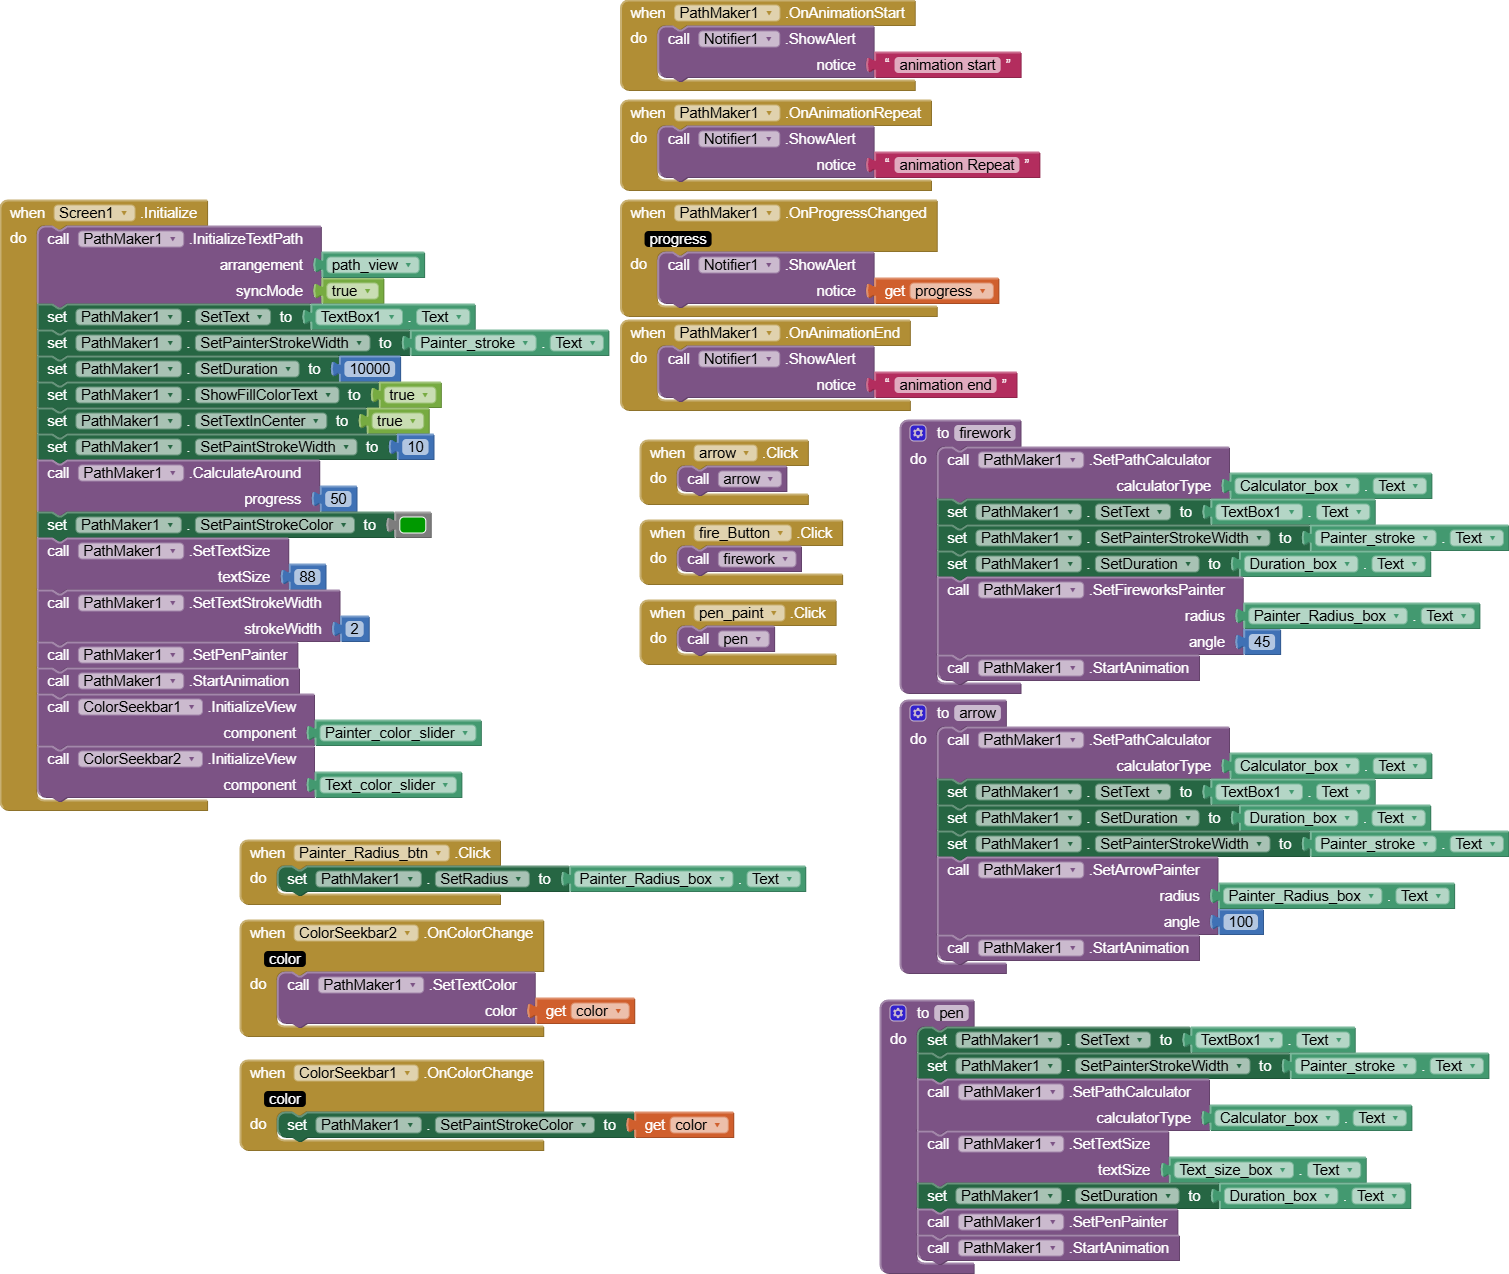 when Screen1 .Initialize
do call PathMaker1 .InitializeTextPath
arrangement path_view
syncMode true
set PathMaker1 . SetText to TextBox1 . Text
set PathMaker1 . SetPainterStrokeWidth to Painter_stroke . Text
set PathMaker1 . SetDuration to 10000
set PathMaker1 . ShowFillColorText to true
set PathMaker1 . SetTextInCenter to true
set PathMaker1 . SetPaintStrokeWidth to 10
call PathMaker1 .CalculateAround
progress 50
set PathMaker1 . SetPaintStrokeColor to
call PathMaker1 .SetTextSize
textSize 88
call PathMaker1 .SetTextStrokeWidth
strokeWidth 2
call PathMaker1 .SetPenPainter
call PathMaker1 .StartAnimation
call ColorSeekbar1 .InitializeView
component Painter_color_slider
call ColorSeekbar2 .InitializeView
component Text_color_slider
when Painter_Radius_btn .Click
do set PathMaker1 . SetRadius to Painter_Radius_box . Text
when ColorSeekbar2 .OnColorChange
color
do call PathMaker1 .SetTextColor
color get color
when ColorSeekbar1 .OnColorChange
color
do set PathMaker1 . SetPaintStrokeColor to get color
when PathMaker1 .OnAnimationStart
do call Notifier1 .ShowAlert
notice “ animation start ”
when PathMaker1 .OnAnimationRepeat
do call Notifier1 .ShowAlert
notice “ animation Repeat ”
when PathMaker1 .OnProgressChanged
progress
do call Notifier1 .ShowAlert
notice get progress
when PathMaker1 .OnAnimationEnd
do call Notifier1 .ShowAlert
notice “ animation end ”
when arrow .Click
do call arrow
when fire_Button .Click
do call firework
when pen_paint .Click
do call pen
to firework
do call PathMaker1 .SetPathCalculator
calculatorType Calculator_box . Text
set PathMaker1 . SetText to TextBox1 . Text
set PathMaker1 . SetPainterStrokeWidth to Painter_stroke . Text
set PathMaker1 . SetDuration to Duration_box . Text
call PathMaker1 .SetFireworksPainter
radius Painter_Radius_box . Text
angle 45
call PathMaker1 .StartAnimation
to arrow
do call PathMaker1 .SetPathCalculator
calculatorType Calculator_box . Text
set PathMaker1 . SetText to TextBox1 . Text
set PathMaker1 . SetDuration to Duration_box . Text
set PathMaker1 . SetPainterStrokeWidth to Painter_stroke . Text
call PathMaker1 .SetArrowPainter
radius Painter_Radius_box . Text
angle 100
call PathMaker1 .StartAnimation
to pen
do set PathMaker1 . SetText to TextBox1 . Text
set PathMaker1 . SetPainterStrokeWidth to Painter_stroke . Text
call PathMaker1 .SetPathCalculator
calculatorType Calculator_box . Text
call PathMaker1 .SetTextSize
textSize Text_size_box . Text
set PathMaker1 . SetDuration to Duration_box . Text
call PathMaker1 .SetPenPainter
call PathMaker1 .StartAnimation